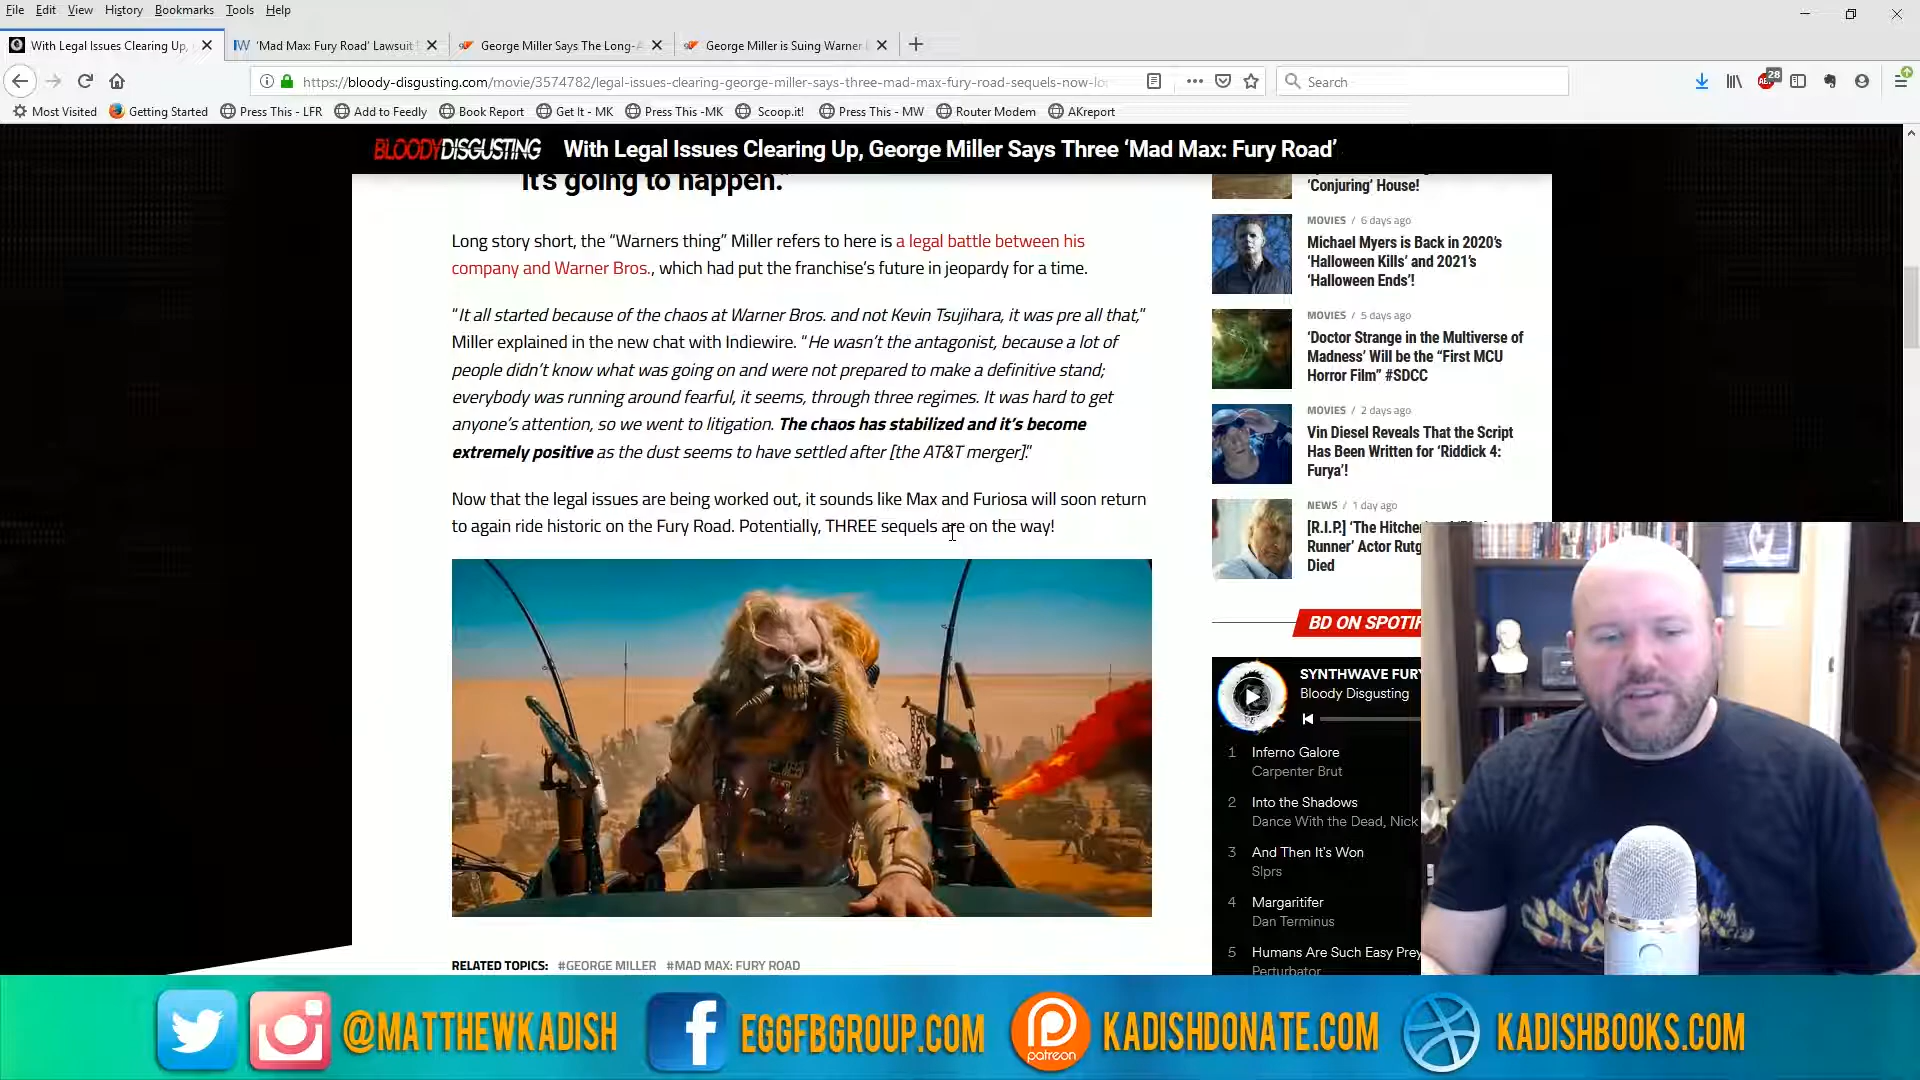 File Edit View History Bookmarks Tools Help
With Legal Issues Clearing Up,
IW 'Mad Max: Fury Road' Lawsuit
George Miller Says The Long-
George Miller is Suing Warner
https://bloody-disgusting.com/movie/3574782/legal-issues-clearing-george-miller-says-three-mad-max-fury-road-sequels-now-lo
Search
28
Most Visited Getting Started Press This - LFR Add to Feedly Book Report Get It - MK Press This -MK Scoop.it! Press This - MW Router Modem AKreport
BLOODYDISGUSTING With Legal Issues Clearing Up, George Miller Says Three ‘Mad Max: Fury Road’
It's going to happen.”
Long story short, the “Warners thing” Miller refers to here is a legal battle between his
company and Warner Bros., which had put the franchise’s future in jeopardy for a time.
“It all started because of the chaos at Warner Bros. and not Kevin Tsujihara, it was pre all that,”
Miller explained in the new chat with Indiewire. “He wasn’t the antagonist, because a lot of
people didn’t know what was going on and were not prepared to make a definitive stand;
everybody was running around fearful, it seems, through three regimes. It was hard to get
anyone’s attention, so we went to litigation. The chaos has stabilized and it’s become
extremely positive as the dust seems to have settled after [the AT&T merger].”
Now that the legal issues are being worked out, it sounds like Max and Furiosa will soon return
to again ride historic on the Fury Road. Potentially, THREE sequels are on the way!
RELATED TOPICS: #GEORGE MILLER #MAD MAX: FURY ROAD
‘Conjuring’ House!
MOVIES / 6 days ago
Michael Myers is Back in 2020’s
‘Halloween Kills’ and 2021’s
‘Halloween Ends’!
MOVIES / 5 days ago
‘Doctor Strange in the Multiverse of
Madness’ Will be the “First MCU
Horror Film” #SDCC
MOVIES / 2 days ago
Vin Diesel Reveals That the Script
Has Been Written for ‘Riddick 4:
Furya’!
NEWS / 1 day ago
[R.I.P.] ‘The Hitcher
Runner’ Actor Rutg
Died
BD ON SPOTIF
SYNTHWAVE FURY
Bloody Disgusting
1 Inferno Galore
Carpenter Brut
2 Into the Shadows
Dance With the Dead, Nick
3 And Then It's Won
Slprs
4 Margaritifer
Dan Terminus
5 Humans Are Such Easy Prey
Perturbator
@MATTHEWKADISH
EGGFBGROUP.COM
patreon
KADISHDONATE.COM
KADISHBOOKS.COM